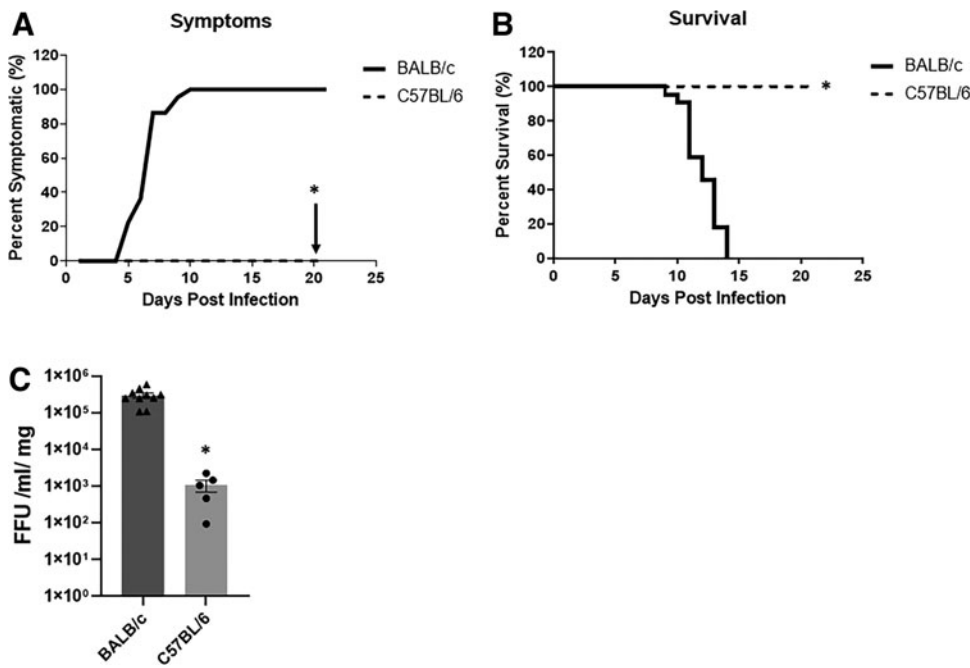 A
Symptoms
Percent Symptomatic (%)
120
100
80
60
40
20
0
0
5
10
15
20
25
Days Post Infection
BALB/c
C57BL/6
*
B
Survival
Percent Survival (%)
120
100
80
60
40
20
0
0
5
10
15
20
25
Days Post Infection
BALB/c
C57BL/6
*
C
FFU /ml/ mg
1×10⁶
1×10⁵
1×10⁴
1×10³
1×10²
1×10¹
1×10⁰
*
BALB/c
C57BL/6